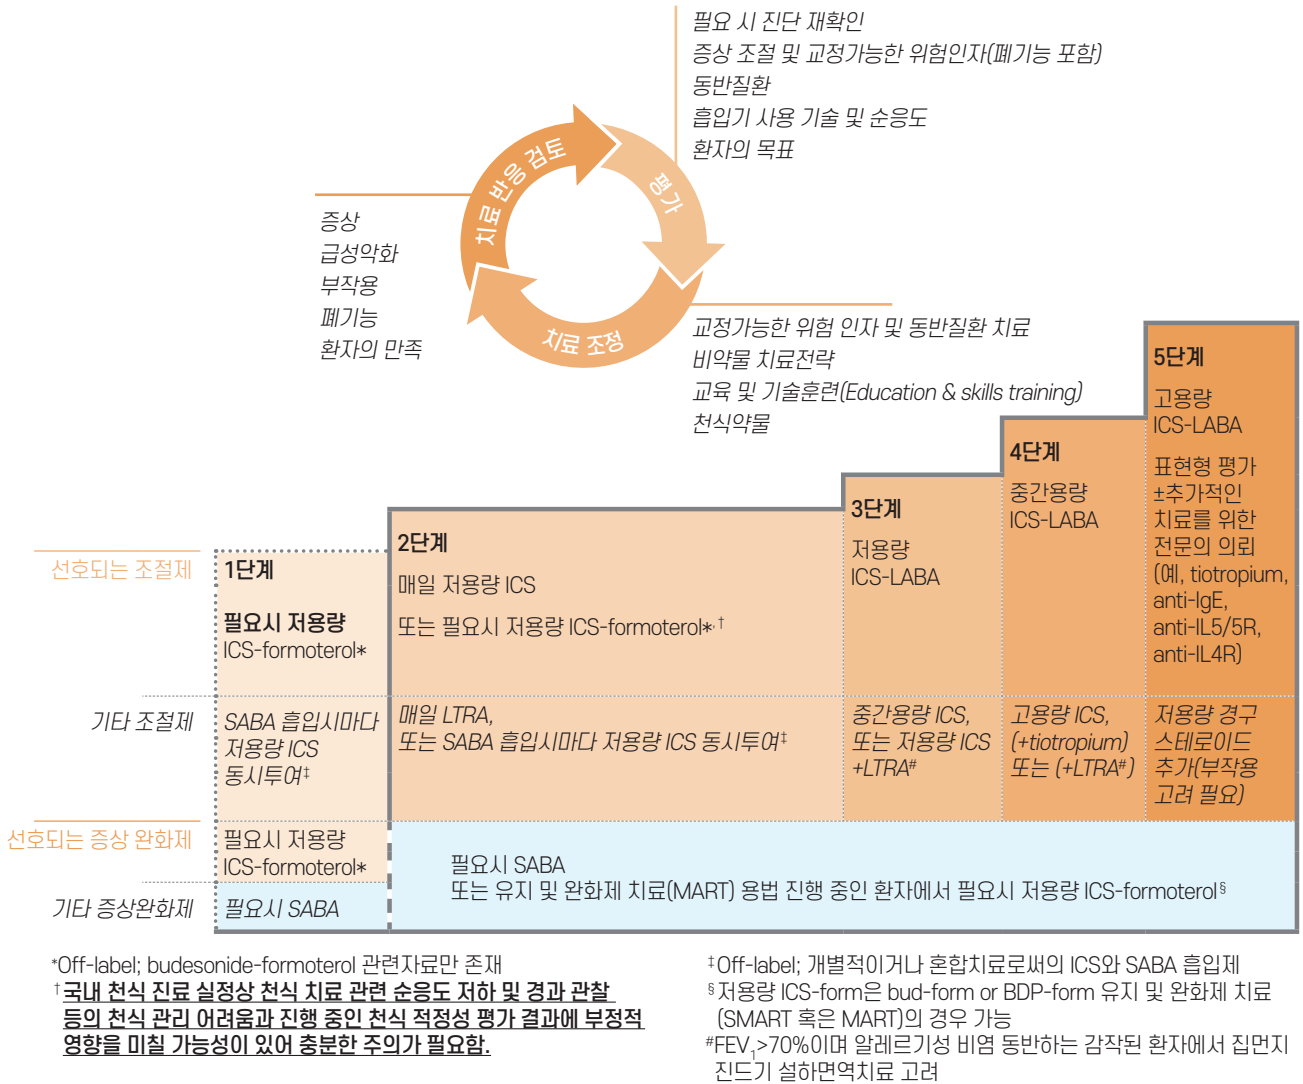 필요 시 진단 재확인
증상 조절 및 교정가능한 위험인자(폐기능 포함)
동반질환
흡입기 사용 기술 및 순응도
환자의 목표
치료 반응 검토
평가
치료 조정
증상
급성악화
부작용
폐기능
환자의 만족
교정가능한 위험 인자 및 동반질환 치료
비약물 치료전략
교육 및 기술훈련(Education & skills training)
천식약물
선호되는 조절제
1단계
필요시 저용량
ICS-formoterol*
2단계
매일 저용량 ICS
또는 필요시 저용량 ICS-formoterol*,†
3단계
저용량
ICS-LABA
4단계
중간용량
ICS-LABA
5단계
고용량
ICS-LABA
표현형 평가
±추가적인
치료를 위한
전문의 의뢰
(예, tiotropium,
anti-IgE,
anti-IL5/5R,
anti-IL4R)
기타 조절제
SABA 흡입시마다
저용량 ICS
동시투여‡
매일 LTRA,
또는 SABA 흡입시마다 저용량 ICS 동시투여‡
중간용량 ICS,
또는 저용량 ICS
+LTRA#
고용량 ICS,
(+tiotropium)
또는 (+LTRA#)
저용량 경구
스테로이드
추가(부작용
고려 필요)
선호되는 증상 완화제
필요시 저용량
ICS-formoterol*
필요시 SABA
또는 유지 및 완화제 치료(MART) 용법 진행 중인 환자에서 필요시 저용량 ICS-formoterol§
기타 증상완화제
필요시 SABA
*Off-label; budesonide-formoterol 관련자료만 존재
†국내 천식 진료 실정상 천식 치료 관련 순응도 저하 및 경과 관찰
등의 천식 관리 어려움과 진행 중인 천식 적정성 평가 결과에 부정적
영향을 미칠 가능성이 있어 충분한 주의가 필요함.
‡Off-label; 개별적이거나 혼합치료로써의 ICS와 SABA 흡입제
§저용량 ICS-form은 bud-form or BDP-form 유지 및 완화제 치료
(SMART 혹은 MART)의 경우 가능
#FEV₁>70%이며 알레르기성 비염 동반하는 감작된 환자에서 집먼지
진드기 설하면역치료 고려